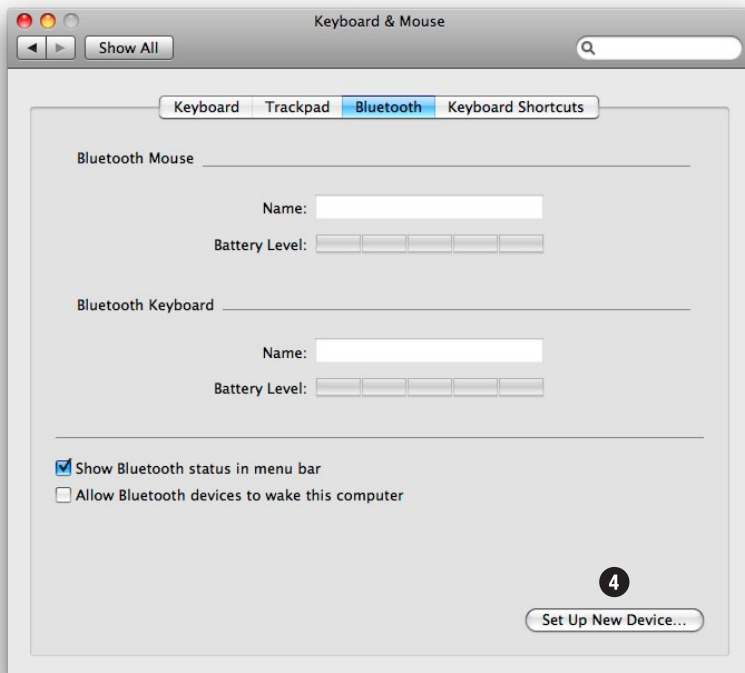 Keyboard & Mouse
Show All
Keyboard Trackpad Bluetooth Keyboard Shortcuts
Bluetooth Mouse
Name:
Battery Level:
Bluetooth Keyboard
Name:
Battery Level:
Show Bluetooth status in menu bar
Allow Bluetooth devices to wake this computer
4
Set Up New Device...